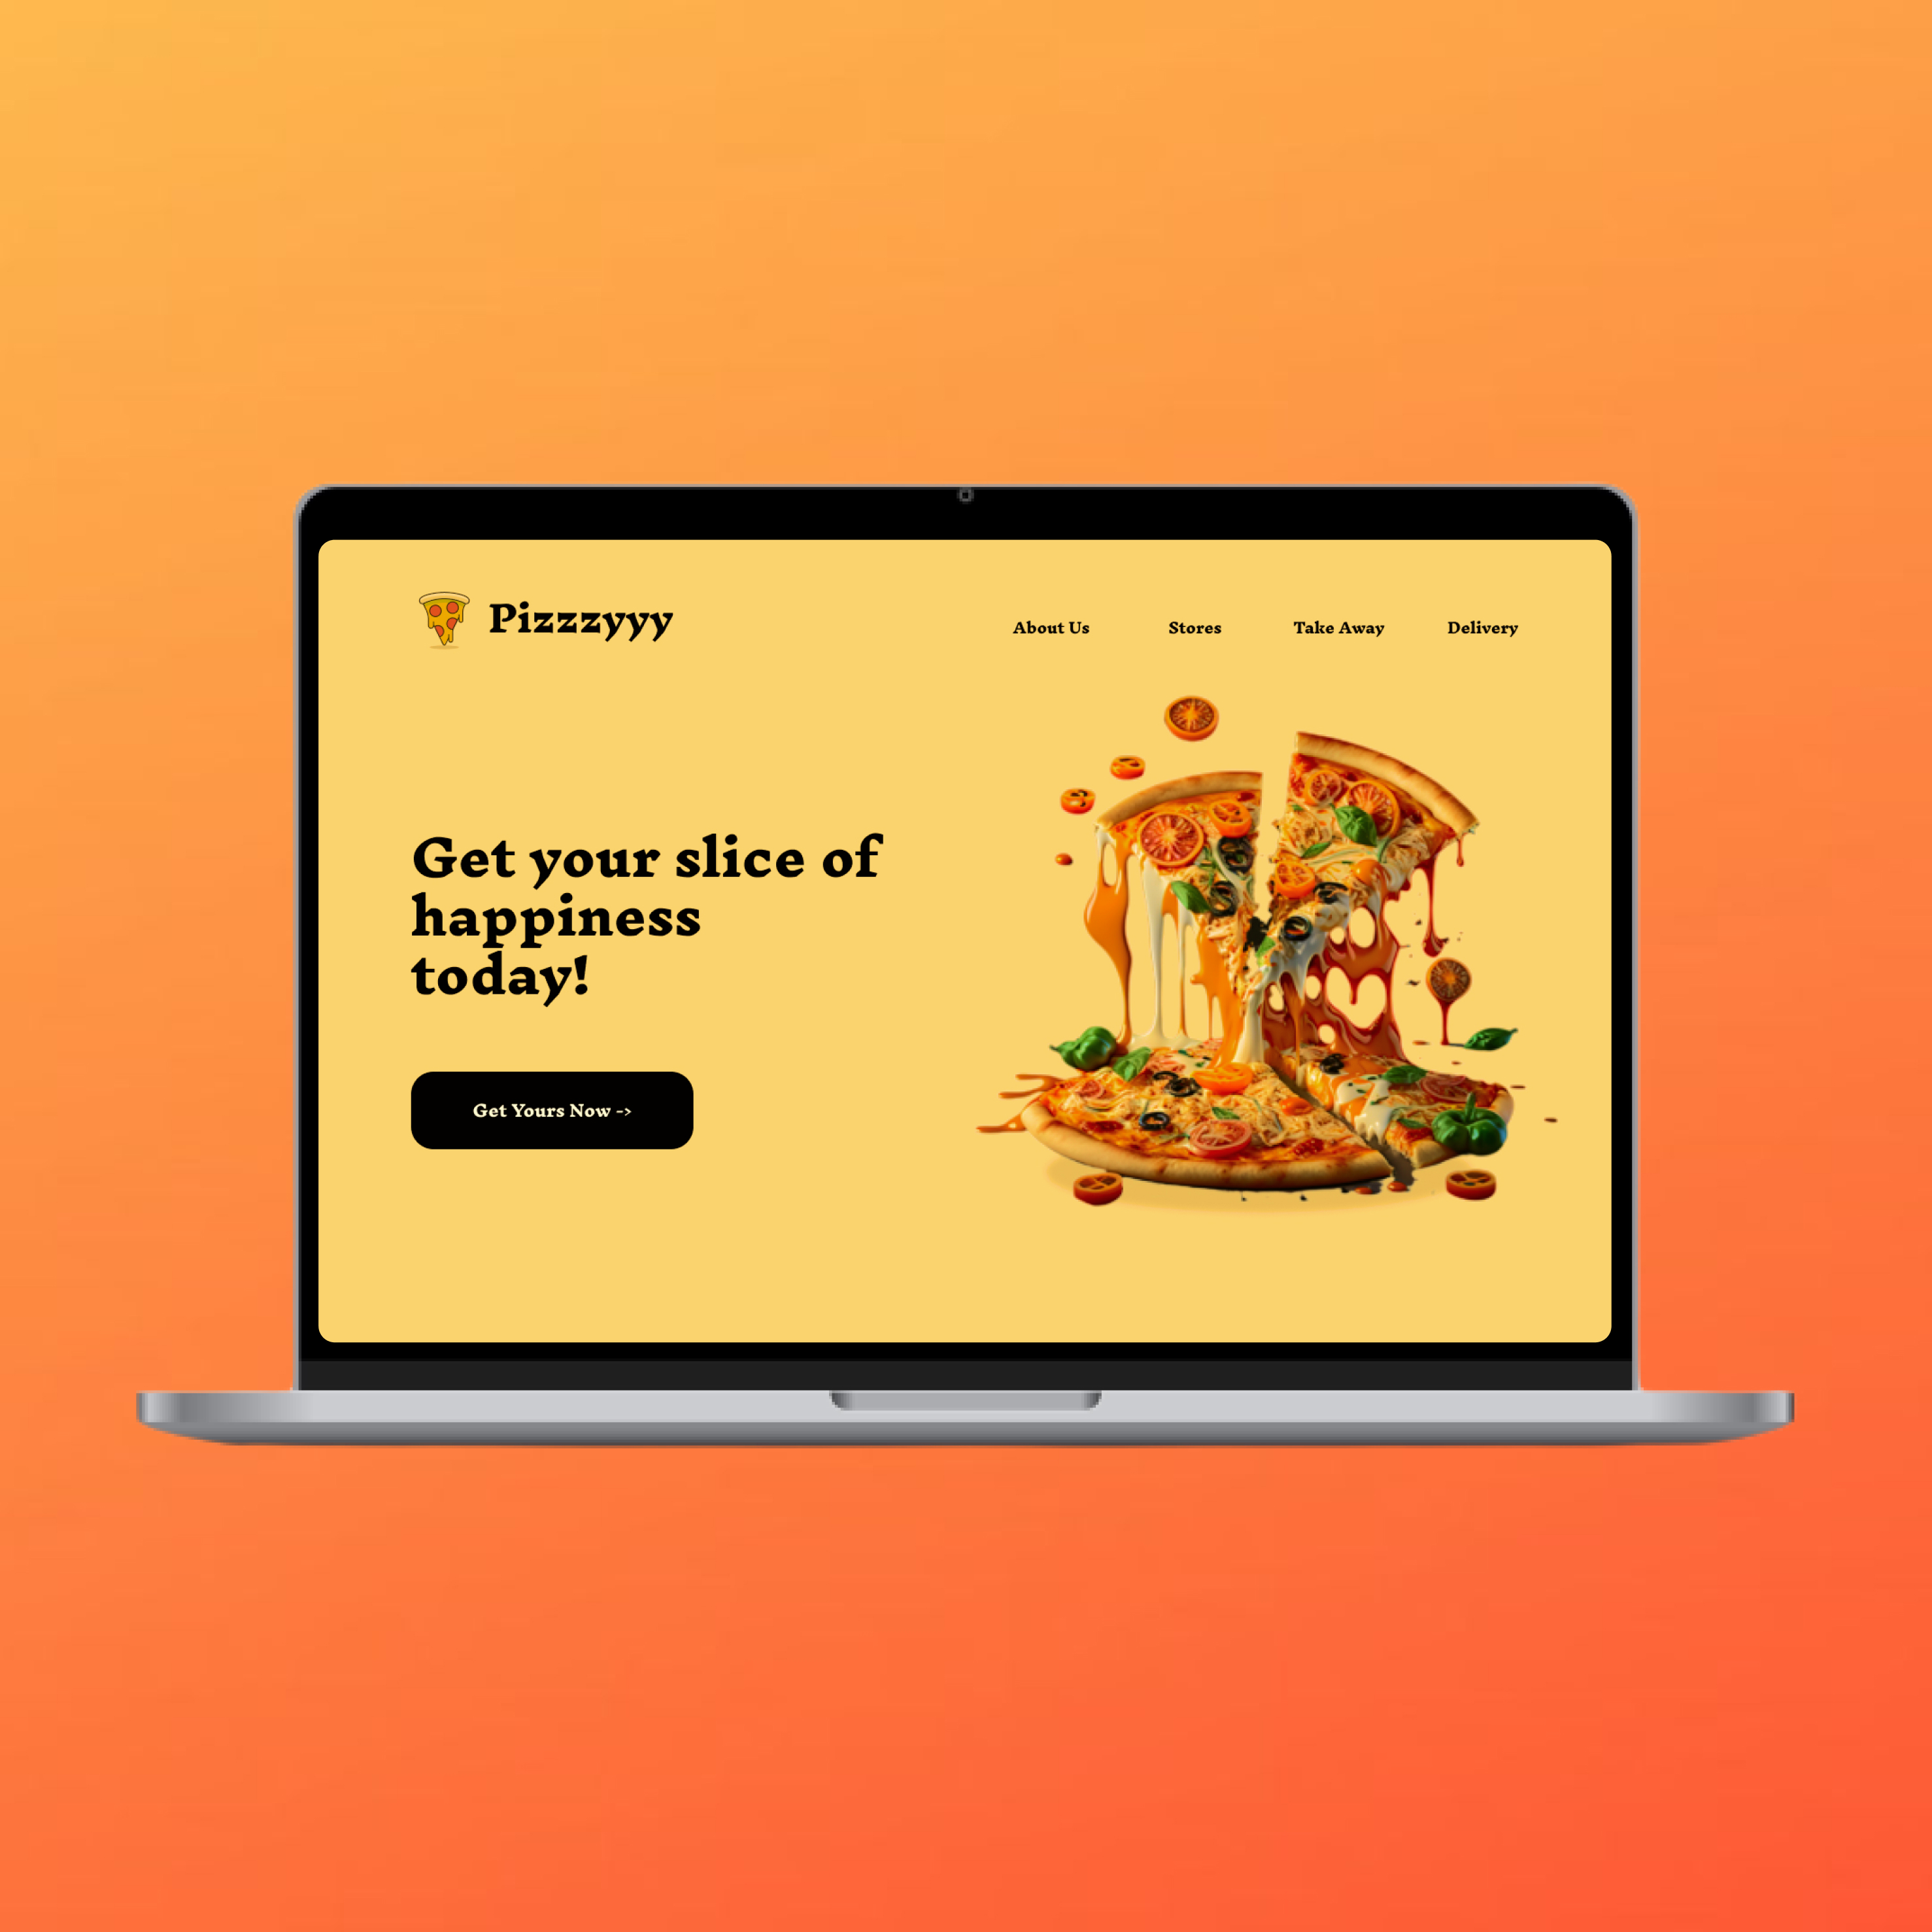 Pizzzyyy
About Us
Stores
Take Away
Delivery
Get your slice of
happiness
today!
Get Yours Now ->